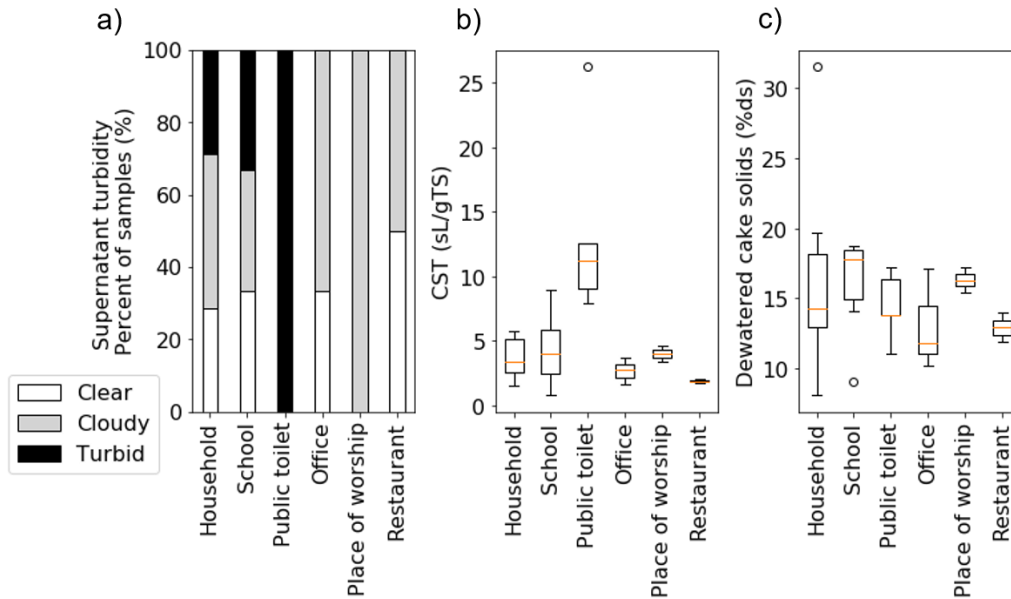 a)
Supernatant turbidity
Percent of samples (%)
100
80
60
40
20
0
Household
School
Public toilet
Office
Place of worship
Restaurant
Clear
Cloudy
Turbid
b)
CST (sL/gTS)
25
20
15
10
5
0
Household
School
Public toilet
Office
Place of worship
Restaurant
c)
Dewatered cake solids (%ds)
30
25
20
15
10
Household
School
Public toilet
Office
Place of worship
Restaurant